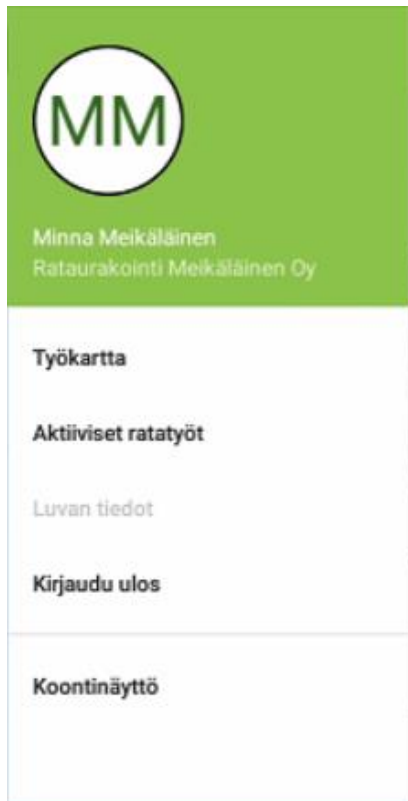 MM
Minna Meikäläinen
Rataurakointi Meikäläinen Oy
Työkartta
Aktiiviset ratatyöt
Luvan tiedot
Kirjaudu ulos
Koontinäyttö